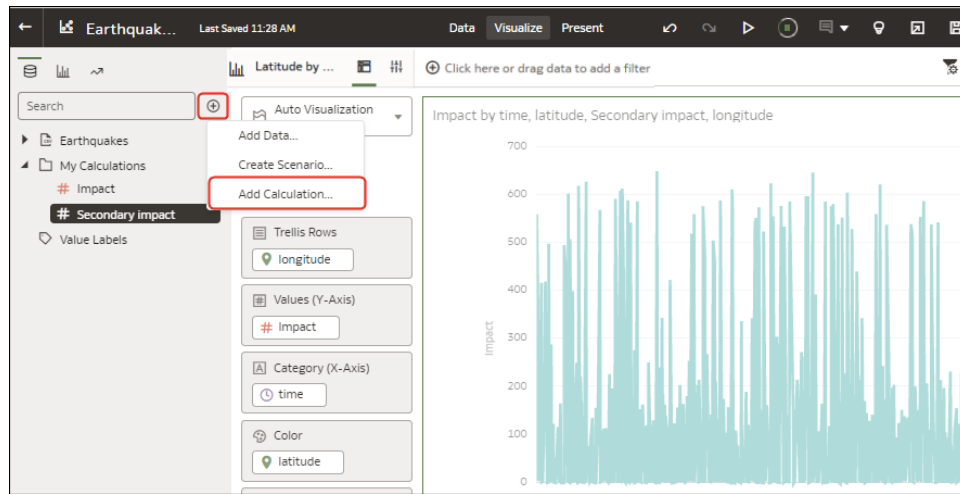 Earthquak...
Last Saved 11:28 AM
Data
Visualize
Present
Latitude by ...
Click here or drag data to add a filter
Search
Auto Visualization
Add Data...
Create Scenario...
Add Calculation...
Earthquakes
My Calculations
# Impact
# Secondary impact
Value Labels
Trellis Rows
longitude
# Values (Y-Axis)
# Impact
A Category (X-Axis)
time
Color
latitude
Impact by time, latitude, Secondary impact, longitude
700
600
500
400
300
200
100
0
Impact